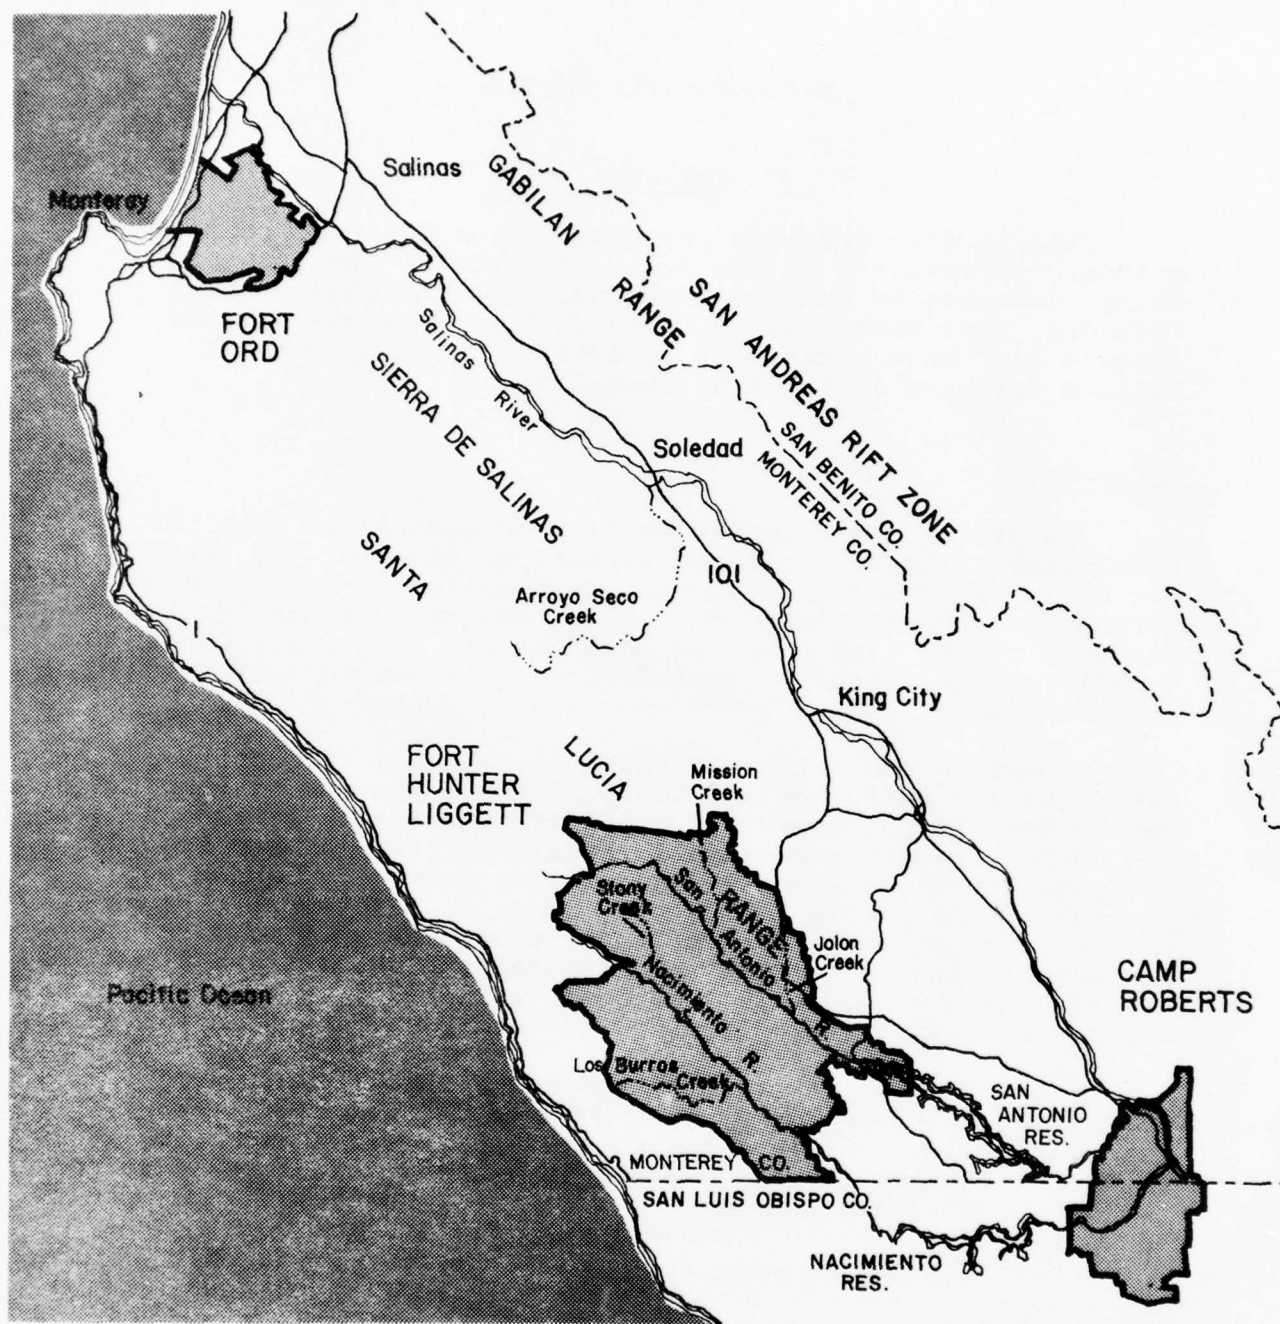 Salinas
Monterey
GABILAN
RANGE
SAN ANDREAS RIFT ZONE
FORT
ORD
Salinas
River
SIERRA DE SALINAS
Soledad
SAN BENITO CO.
MONTEREY CO.
SANTA
101
Arroyo Seco
Creek
1
King City
LUCIA
FORT
HUNTER
LIGGETT
Mission
Creek
RANGE
San
Antonio
R.
Stony
Creek
Jolon
Creek
Nacimiento
R.
CAMP
ROBERTS
Pacific Ocean
Los Burros
Creek
SAN
ANTONIO
RES.
MONTEREY CO.
SAN LUIS OBISPO CO.
NACIMIENTO
RES.